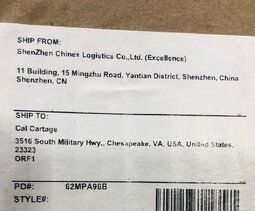 SHIP FROM:
ShenZhen Chinex Logistics Co.,Ltd. (Excellence)
11 Building, 15 Mingzhu Road, Yantian District, Shenzhen, China
Shenzhen, CN
SHIP TO:
Cal Cartage
3516 South Military Hwy., Chesapeake, VA, USA, United States,
23323
ORF1
PO#: 62MPA96B
STYLE#: